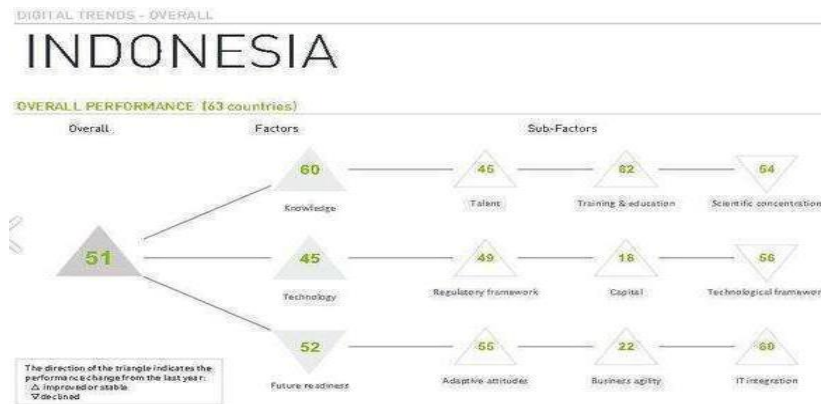 DIGITAL TRENDS - OVERALL
INDONESIA
OVERALL PERFORMANCE (63 countries)
Overall Factors Sub-Factors
60 45 62 54
Knowledge Talent Training & education Scientific concentration
51 45 49 18 56
Technology Regulatory framework Capital Technological framewor
52 55 22 60
Future readiness Adaptive attitudes Business agility IT integration
The direction of the triangle indicates the
performance change from the last year:
△ improved or stable
▽ declined